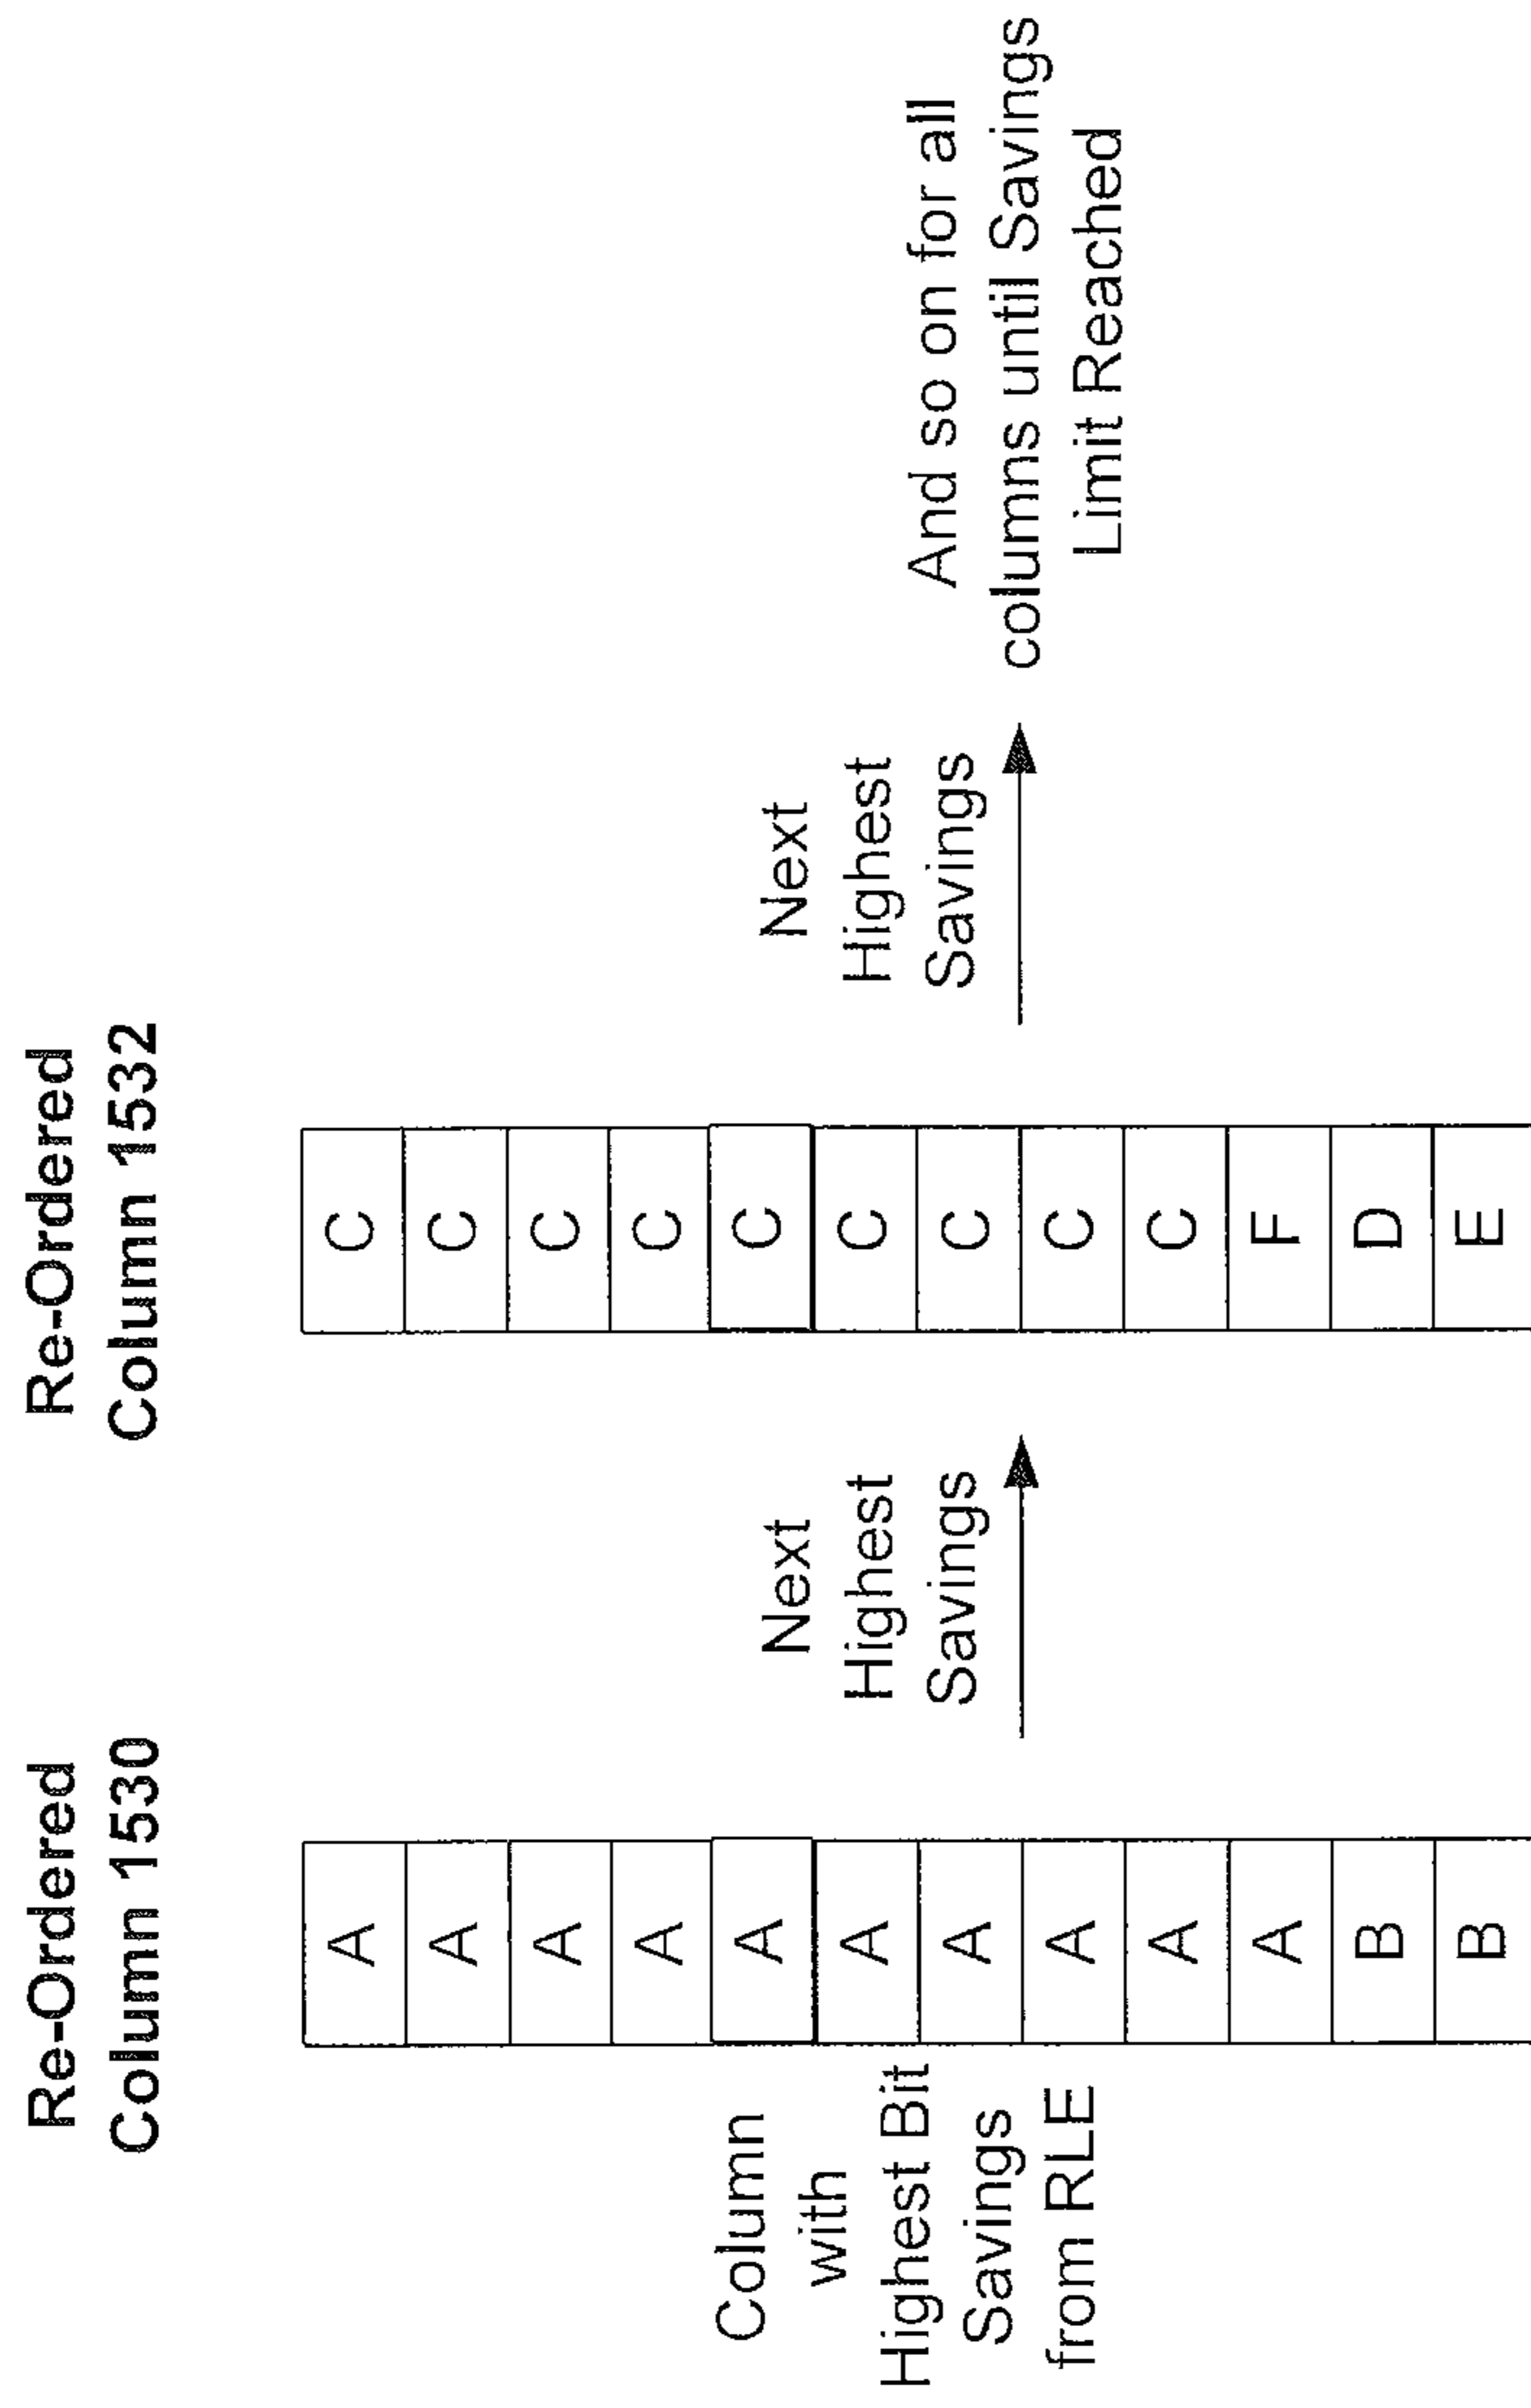 Re-Ordered
Column 1530
Column
with
Highest Bit
Savings
from RLE
A
A
A
A
A
A
A
A
A
A
B
B
Next
Highest
Savings
Re-Ordered
Column 1532
C
C
C
C
C
C
C
C
C
F
D
E
Next
Highest
Savings
And so on for all
columns until Savings
Limit Reached